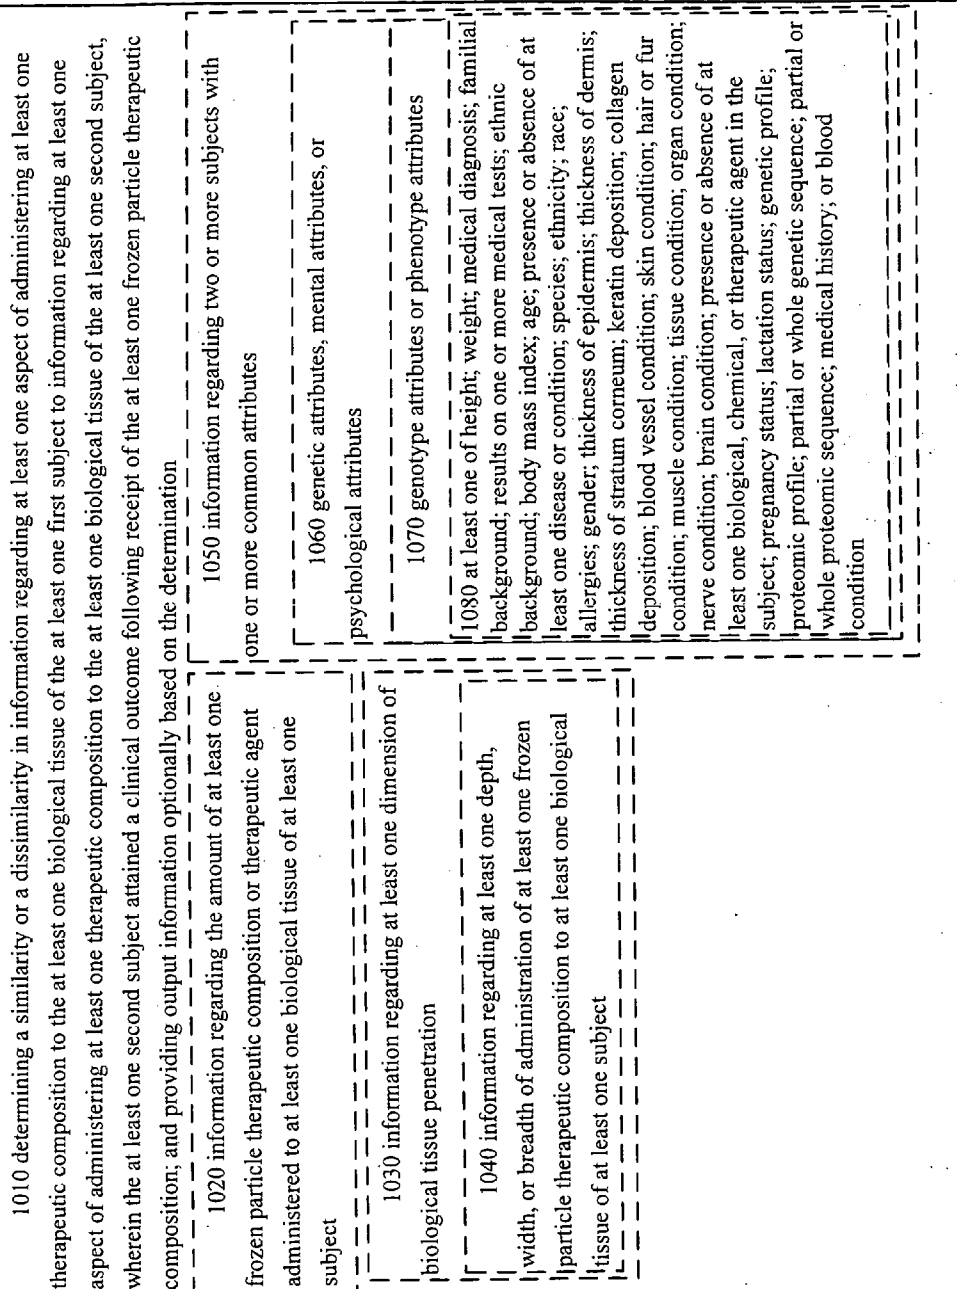 1010 determining a similarity or a dissimilarity in information regarding at least one aspect of administering at least one
therapeutic composition to the at least one biological tissue of the at least one first subject to information regarding at least one
aspect of administering at least one therapeutic composition to the at least one biological tissue of the at least one second subject,
wherein the at least one second subject attained a clinical outcome following receipt of the at least one frozen particle therapeutic
composition; and providing output information optionally based on the determination
1020 information regarding the amount of at least one
frozen particle therapeutic composition or therapeutic agent
administered to at least one biological tissue of at least one
subject
1030 information regarding at least one dimension of
biological tissue penetration
1040 information regarding at least one depth,
width, or breadth of administration of at least one frozen
particle therapeutic composition to at least one biological
tissue of at least one subject
1050 information regarding two or more subjects with
one or more common attributes
1060 genetic attributes, mental attributes, or
psychological attributes
1070 genotype attributes or phenotype attributes
1080 at least one of height; weight; medical diagnosis; familial
background; results on one or more medical tests; ethnic
background; body mass index; age; presence or absence of at
least one disease or condition; species; ethnicity; race;
allergies; gender; thickness of epidermis; thickness of dermis;
thickness of stratum corneum; keratin deposition; collagen
deposition; blood vessel condition; skin condition; hair or fur
condition; muscle condition; tissue condition; organ condition;
nerve condition; brain condition; presence or absence of at
least one biological, chemical, or therapeutic agent in the
subject; pregnancy status; lactation status; genetic profile;
proteomic profile; partial or whole genetic sequence; partial or
whole proteomic sequence; medical history; or blood
condition